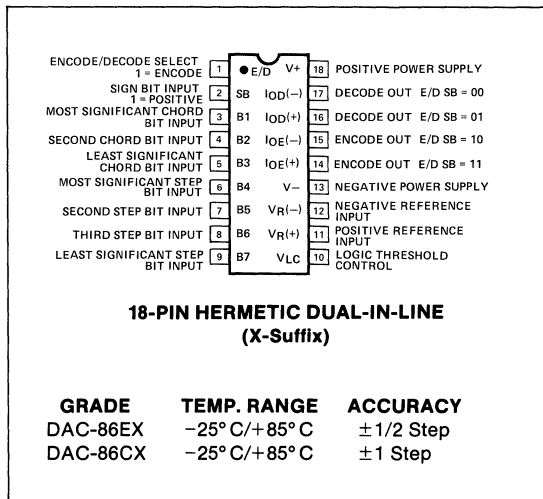 ENCODE/DECODE SELECT
1 = ENCODE
1 ● E/D V+ 18 POSITIVE POWER SUPPLY
SIGN BIT INPUT
1 = POSITIVE
2 SB IOD(−) 17 DECODE OUT E/D SB = 00
MOST SIGNIFICANT CHORD
BIT INPUT
3 B1 IOD(+) 16 DECODE OUT E/D SB = 01
SECOND CHORD BIT INPUT 4 B2 IOE(−) 15 ENCODE OUT E/D SB = 10
LEAST SIGNIFICANT
CHORD BIT INPUT
5 B3 IOE(+) 14 ENCODE OUT E/D SB = 11
MOST SIGNIFICANT STEP
BIT INPUT
6 B4 V− 13 NEGATIVE POWER SUPPLY
SECOND STEP BIT INPUT 7 B5 VR(−) 12 NEGATIVE REFERENCE
INPUT
THIRD STEP BIT INPUT 8 B6 VR(+) 11 POSITIVE REFERENCE
INPUT
LEAST SIGNIFICANT STEP
BIT INPUT
9 B7 VLC 10 LOGIC THRESHOLD
CONTROL
18-PIN HERMETIC DUAL-IN-LINE
(X-Suffix)
GRADE TEMP. RANGE ACCURACY
DAC-86EX −25° C/+85° C ±1/2 Step
DAC-86CX −25° C/+85° C ±1 Step